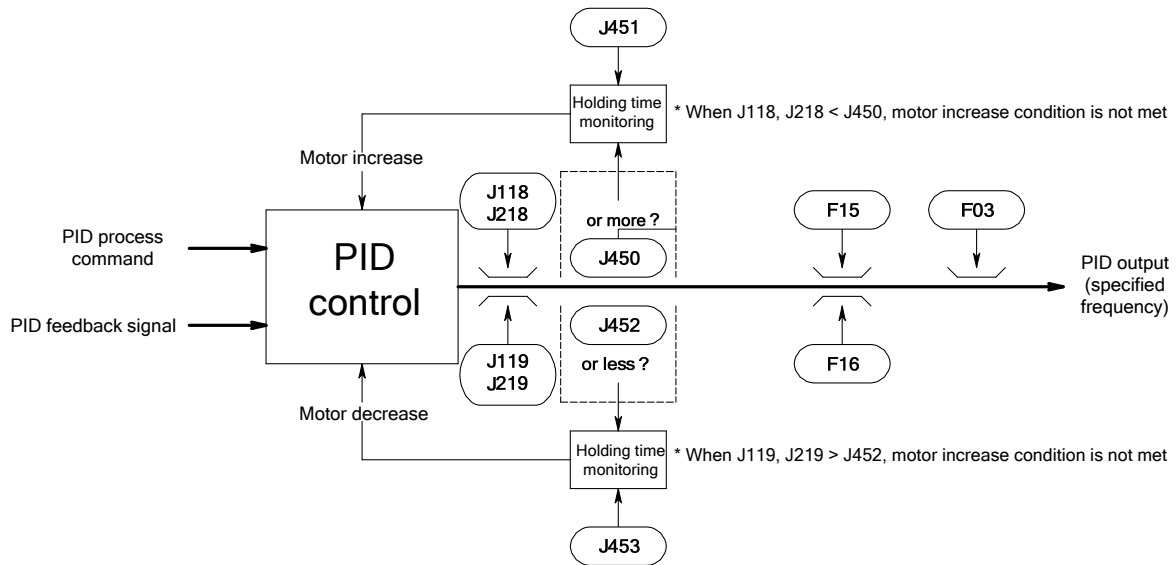 J451
Holding time
monitoring
* When J118, J218 < J450, motor increase condition is not met
Motor increase
J118
J218
or more ?
J450
F15
F03
PID process
command
PID
control
PID output
(specified
frequency)
PID feedback signal
J452
or less ?
J119
J219
F16
Motor decrease
Holding time
monitoring
* When J119, J219 > J452, motor increase condition is not met
J453